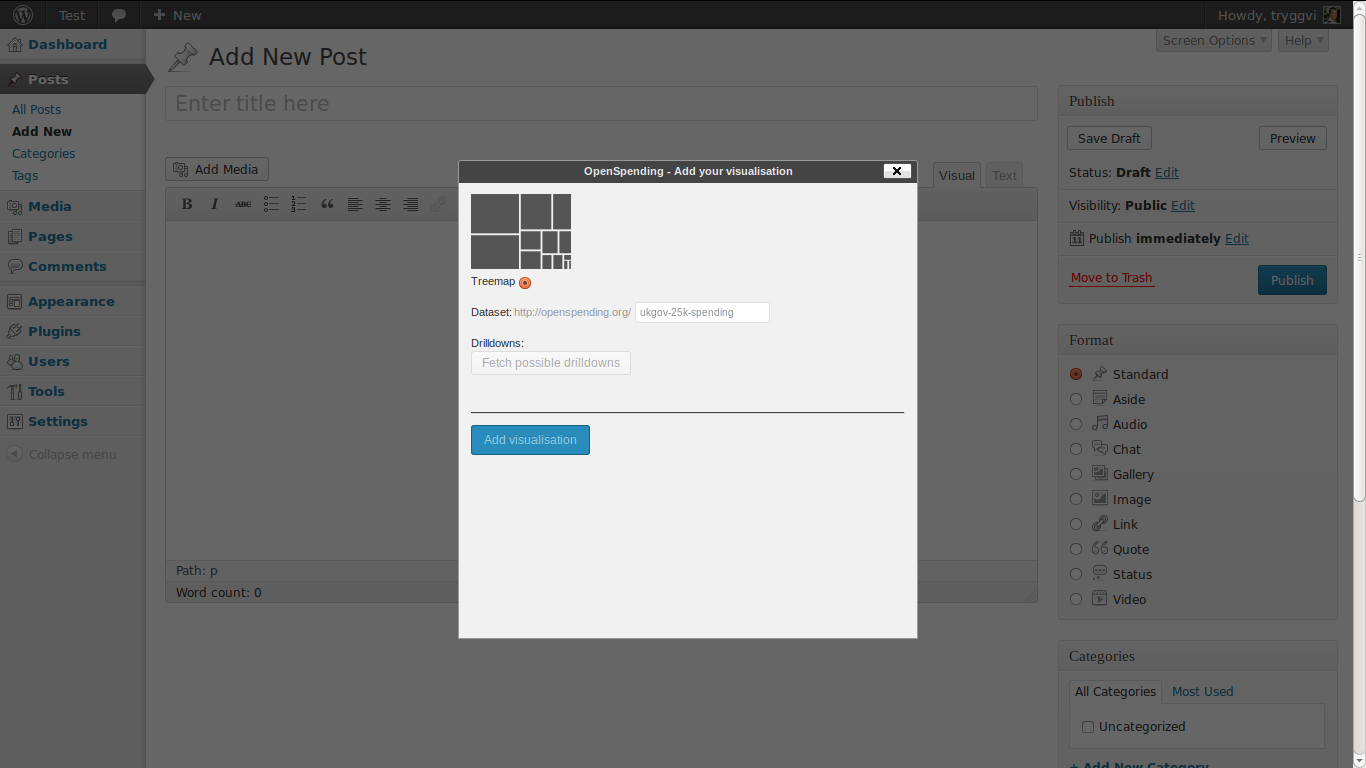 Test
New
Howdy, tryggvi
Dashboard
Posts
All Posts
Add New
Categories
Tags
Media
Pages
Comments
Appearance
Plugins
Users
Tools
Settings
Collapse menu
Screen Options
Help
Add New Post
Enter title here
Add Media
Visual
Text
B I ABC
Path: p
Word count: 0
OpenSpending - Add your visualisation
Treemap
Dataset: http://openspending.org/ ukgov-25k-spending
Drilldowns:
Fetch possible drilldowns
Add visualisation
Publish
Save Draft
Preview
Status: Draft Edit
Visibility: Public Edit
Publish immediately Edit
Move to Trash
Publish
Format
Standard
Aside
Audio
Chat
Gallery
Image
Link
Quote
Status
Video
Categories
All Categories
Most Used
Uncategorized
+ Add New Category